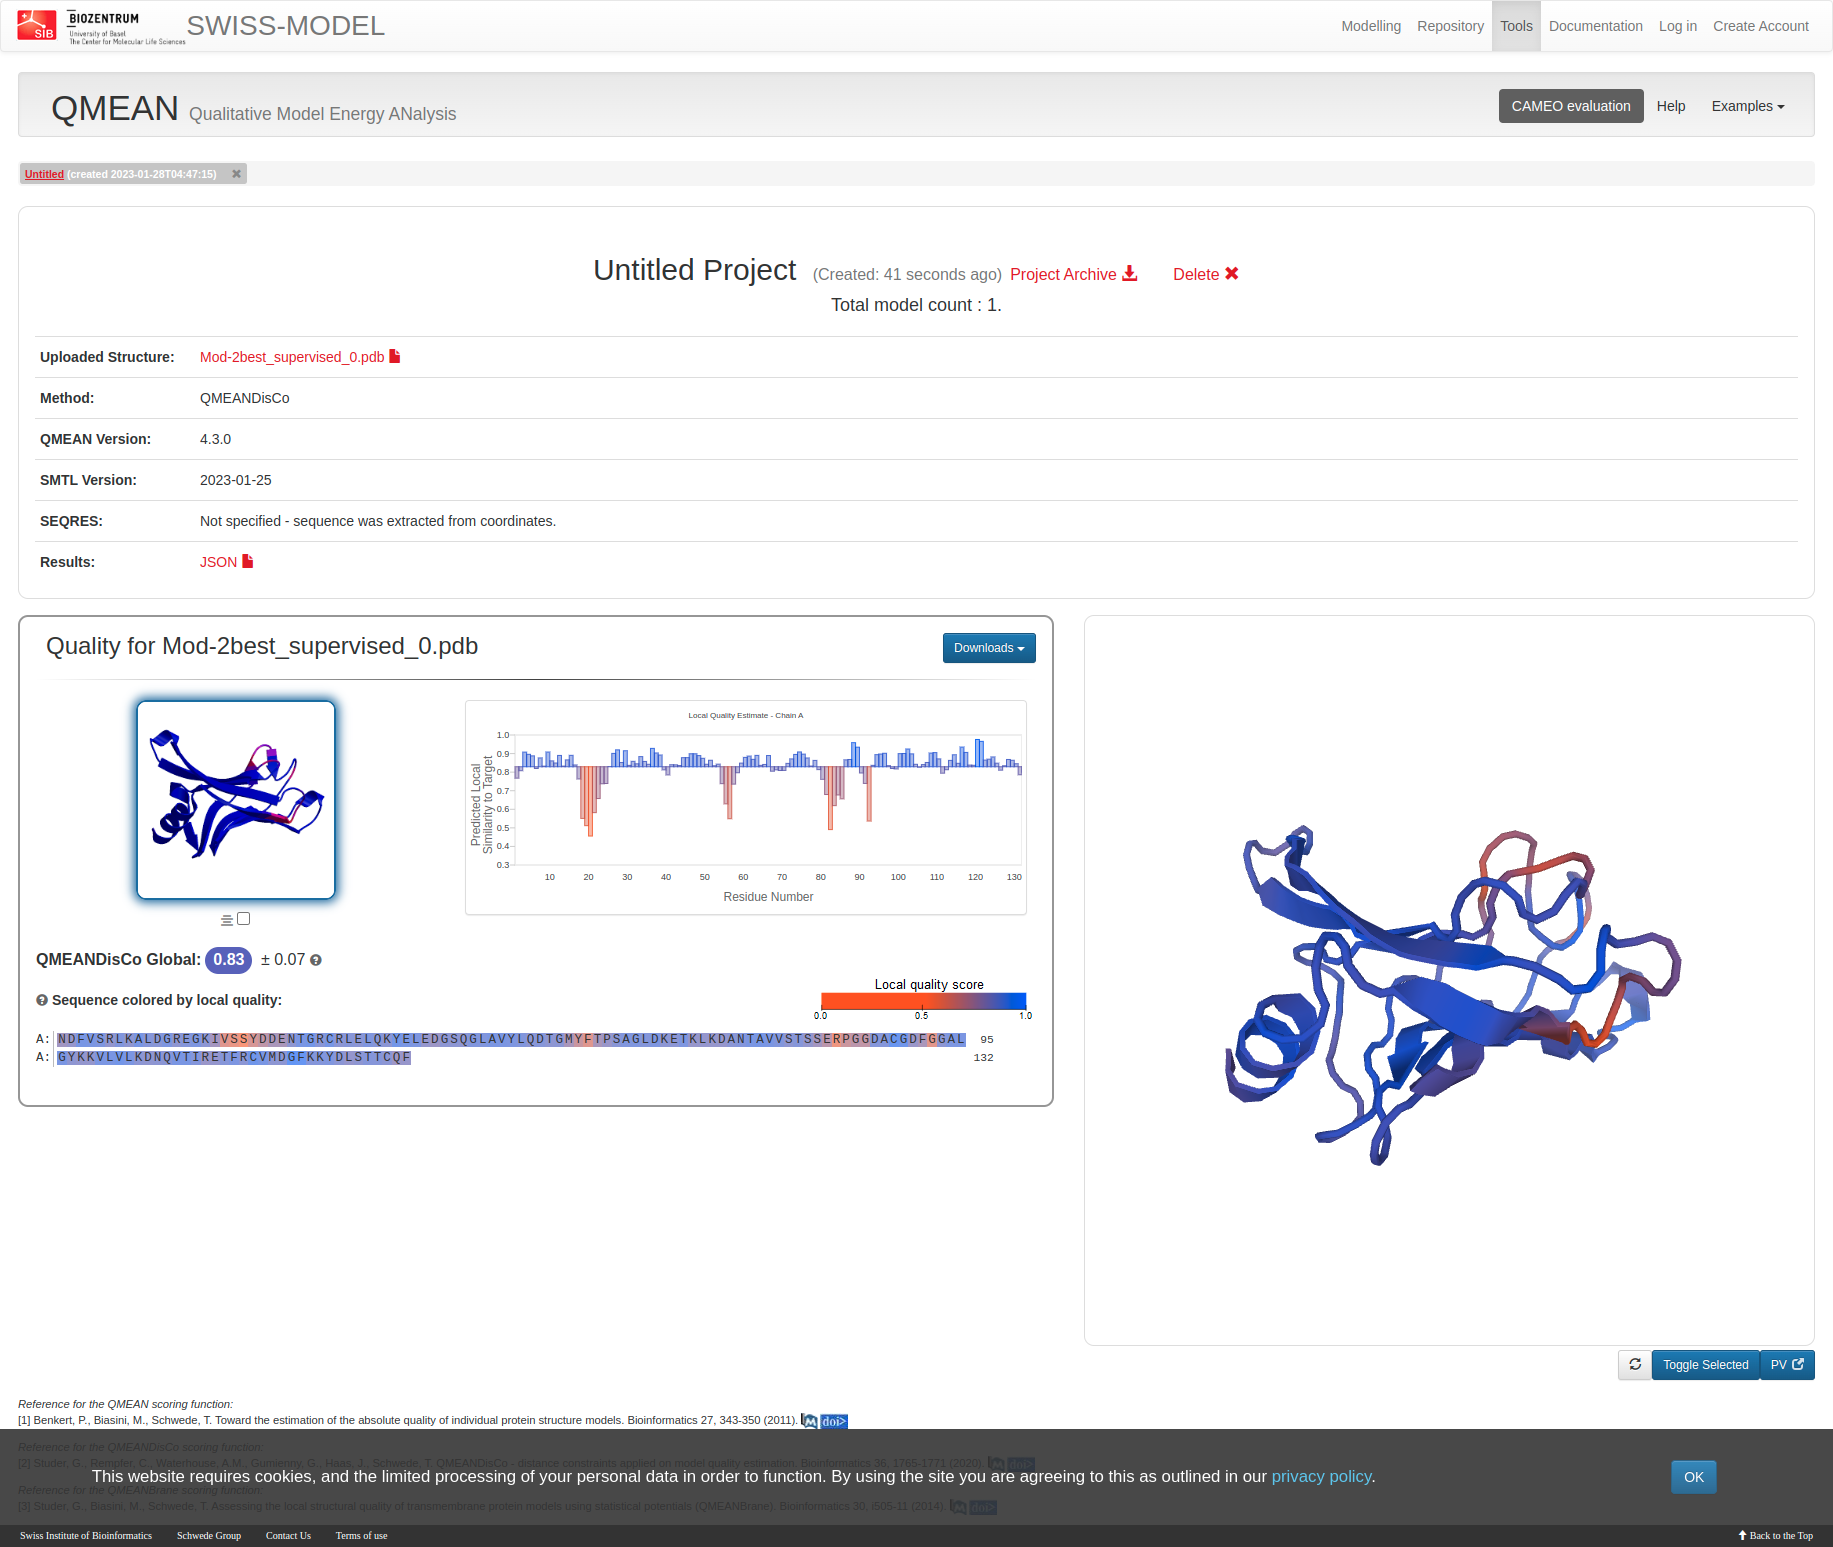 SIB
BIOZENTRUM
University of Basel
The Center for Molecular Life Sciences
SWISS-MODEL
Modelling Repository Tools Documentation Log in Create Account
QMEAN Qualitative Model Energy ANalysis
CAMEO evaluation Help Examples
Untitled (created 2023-01-28T04:47:15)
Untitled Project (Created: 41 seconds ago) Project Archive Delete
Total model count : 1.
Uploaded Structure: Mod-2best_supervised_0.pdb
Method: QMEANDisCo
QMEAN Version: 4.3.0
SMTL Version: 2023-01-25
SEQRES: Not specified - sequence was extracted from coordinates.
Results: JSON
Quality for Mod-2best_supervised_0.pdb
Downloads
Local Quality Estimate - Chain A
Predicted Local
Similarity to Target
1.0
0.9
0.8
0.7
0.6
0.5
0.4
0.3
10 20 30 40 50 60 70 80 90 100 110 120 130
Residue Number
QMEANDisCo Global: 0.83 ± 0.07
Sequence colored by local quality:
Local quality score
0.0 0.5 1.0
A: NDFVSRLKALDGREGKIVSSYDDENTGRCRLELQKYELEDGSQGLAVYLQDTGMYFTPSAGLDKETKLKDANTAVVSTSSERPGGDACGDFGGAL 95
A: GYKKVLVLKDNQVTIRETFRCVMDGFKKYDLSTTCQF 132
Toggle Selected
PV
Reference for the QMEAN scoring function:
[1] Benkert, P., Biasini, M., Schwede, T. Toward the estimation of the absolute quality of individual protein structure models. Bioinformatics 27, 343-350 (2011). M doi>
Reference for the QMEANDisCo scoring function:
[2] Studer, G., Rempfer, C., Waterhouse, A.M., Gumienny, G., Haas, J., Schwede, T. QMEANDisCo - distance constraints applied on model quality estimation. Bioinformatics 36, 1765-1771 (2020). M doi>
This website requires cookies, and the limited processing of your personal data in order to function. By using the site you are agreeing to this as outlined in our privacy policy.
OK
Reference for the QMEANBrane scoring function:
[3] Studer, G., Biasini, M., Schwede, T. Assessing the local structural quality of transmembrane protein models using statistical potentials (QMEANBrane). Bioinformatics 30, i505-11 (2014). M doi>
Swiss Institute of Bioinformatics Schwede Group Contact Us Terms of use
Back to the Top